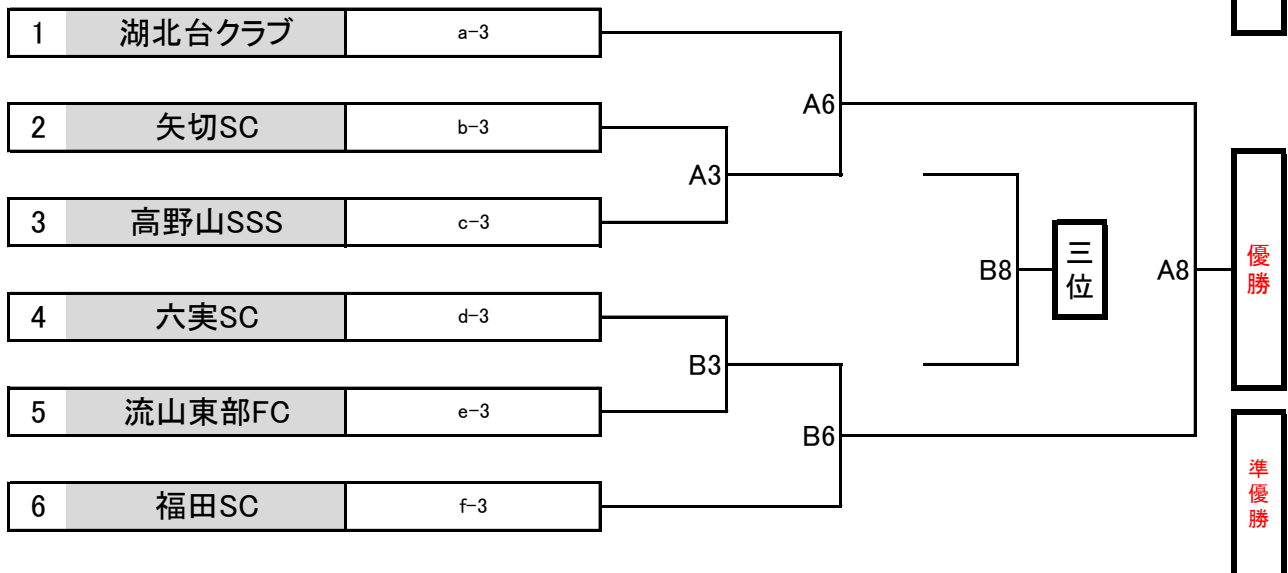 1 湖北台クラブ a-3
A6
2 矢切SC b-3
A3
3 高野山SSS c-3
B8 三位 A8 優勝
4 六実SC d-3
B3
5 流山東部FC e-3
B6
準優勝
6 福田SC f-3